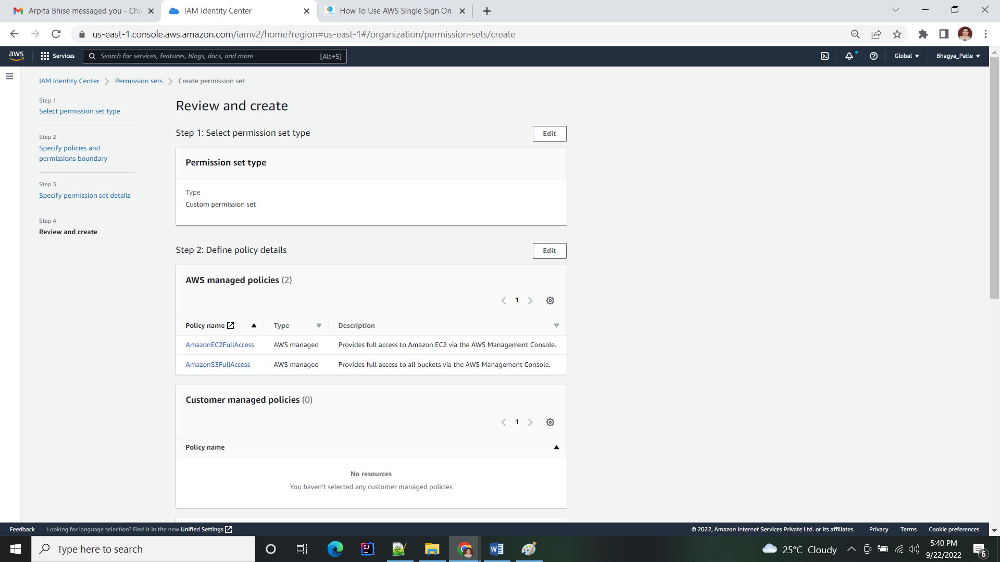 Arpita Bhise messaged you - Cha
IAM Identity Center
How To Use AWS Single Sign On
us-east-1.console.aws.amazon.com/iamv2/home?region=us-east-1#/organization/permission-sets/create
aws
Services
Search for services, features, blogs, docs, and more
[Alt+S]
Global
Bhagya_Patle
IAM Identity Center
Permission sets
Create permission set
Step 1
Select permission set type
Step 2
Specify policies and
permissions boundary
Step 3
Specify permission set details
Step 4
Review and create
Review and create
Step 1: Select permission set type
Edit
Permission set type
Type
Custom permission set
Step 2: Define policy details
Edit
AWS managed policies (2)
1
Policy name
Type
Description
AmazonEC2FullAccess
AWS managed
Provides full access to Amazon EC2 via the AWS Management Console.
AmazonS3FullAccess
AWS managed
Provides full access to all buckets via the AWS Management Console.
Customer managed policies (0)
1
Policy name
No resources
You haven't selected any customer managed policies
Feedback
Looking for language selection? Find it in the new Unified Settings
© 2022, Amazon Internet Services Private Ltd. or its affiliates.
Privacy
Terms
Cookie preferences
Type here to search
IJ
W
25°C Cloudy
5:40 PM
9/22/2022
6